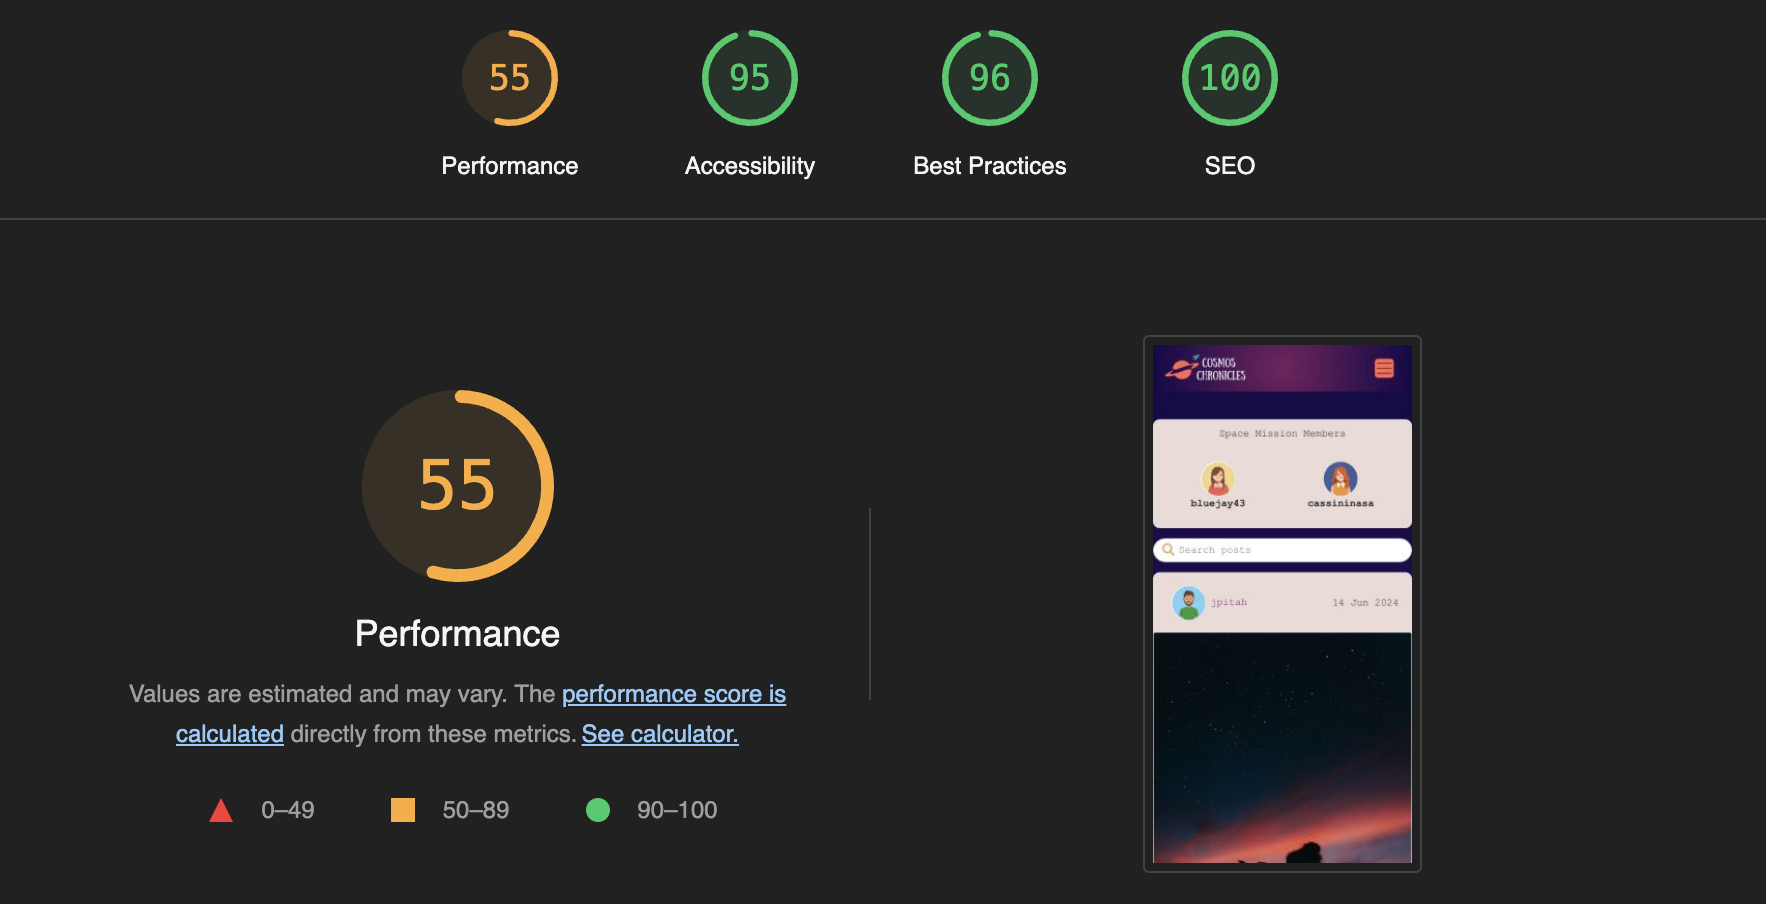 55
95
96
100
Performance
Accessibility
Best Practices
SEO
55
Performance
Values are estimated and may vary. The performance score is
calculated directly from these metrics. See calculator.
0–49
50–89
90–100
COSMOS
CHRONICLES
Space Mission Members
bluejay43
cassininasa
Search posts
jpitah
14 Jun 2024